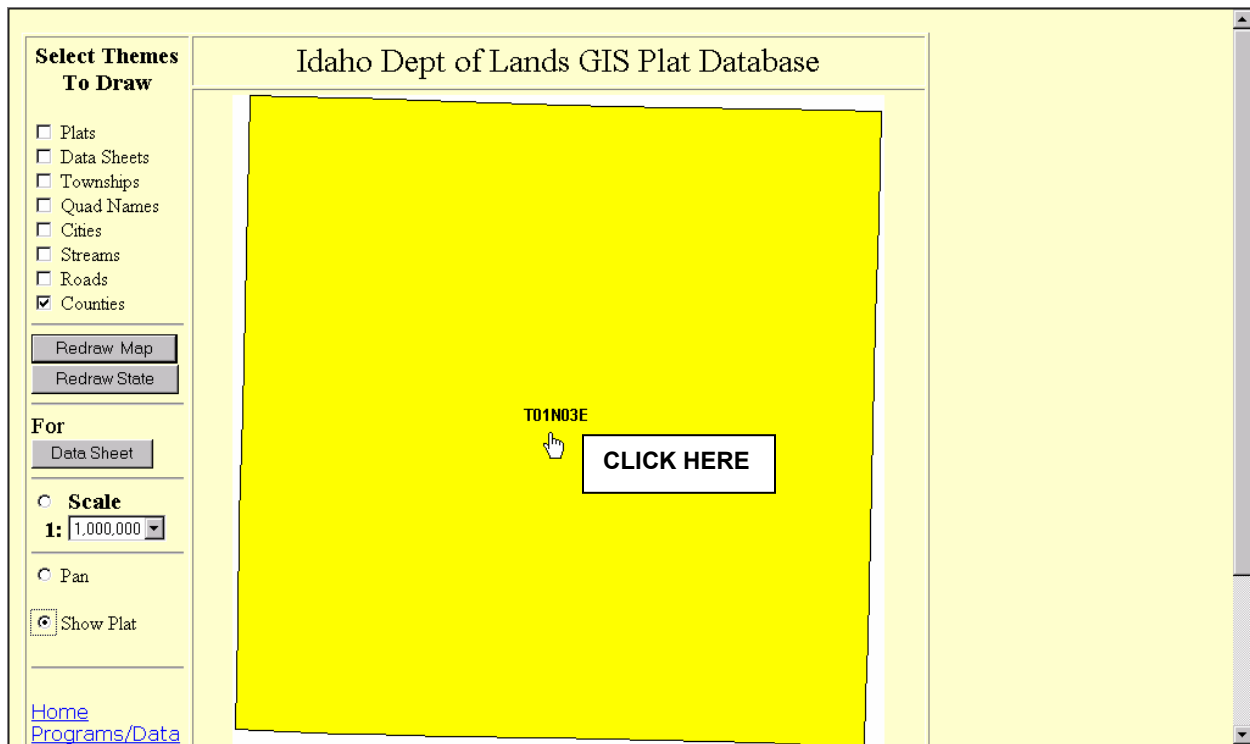 Select Themes
To Draw
Plats
Data Sheets
Townships
Quad Names
Cities
Streams
Roads
Counties
Redraw Map
Redraw State
For
Data Sheet
Scale
1: 1,000,000
Pan
Show Plat
Home
Programs/Data
Idaho Dept of Lands GIS Plat Database
T01N03E
CLICK HERE